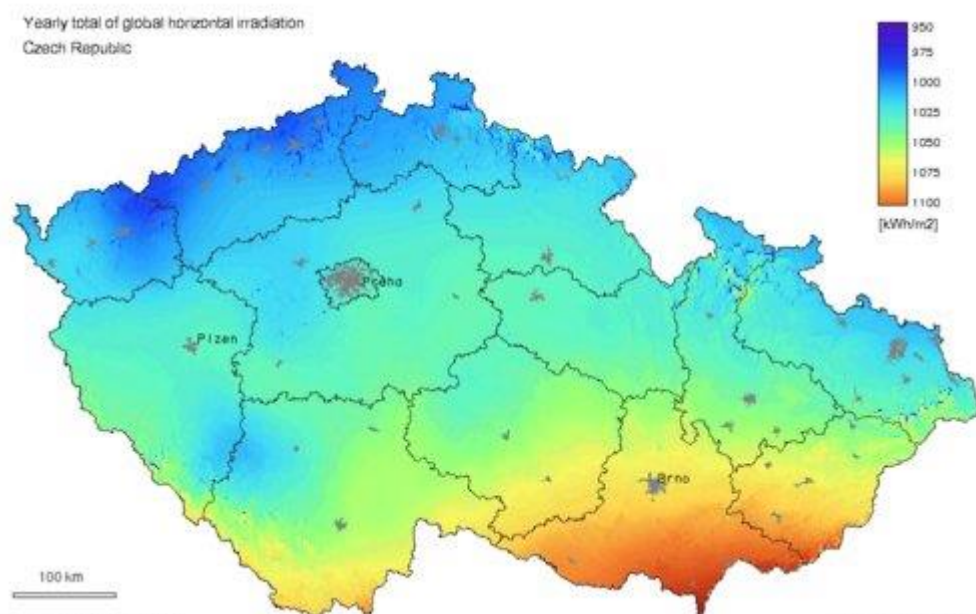 Yearly total of global horizontal irradiation
Czech Republic
950
975
1000
1025
1050
1075
1100
[kWh/m2]
Praha
Plzen
Brno
100 km